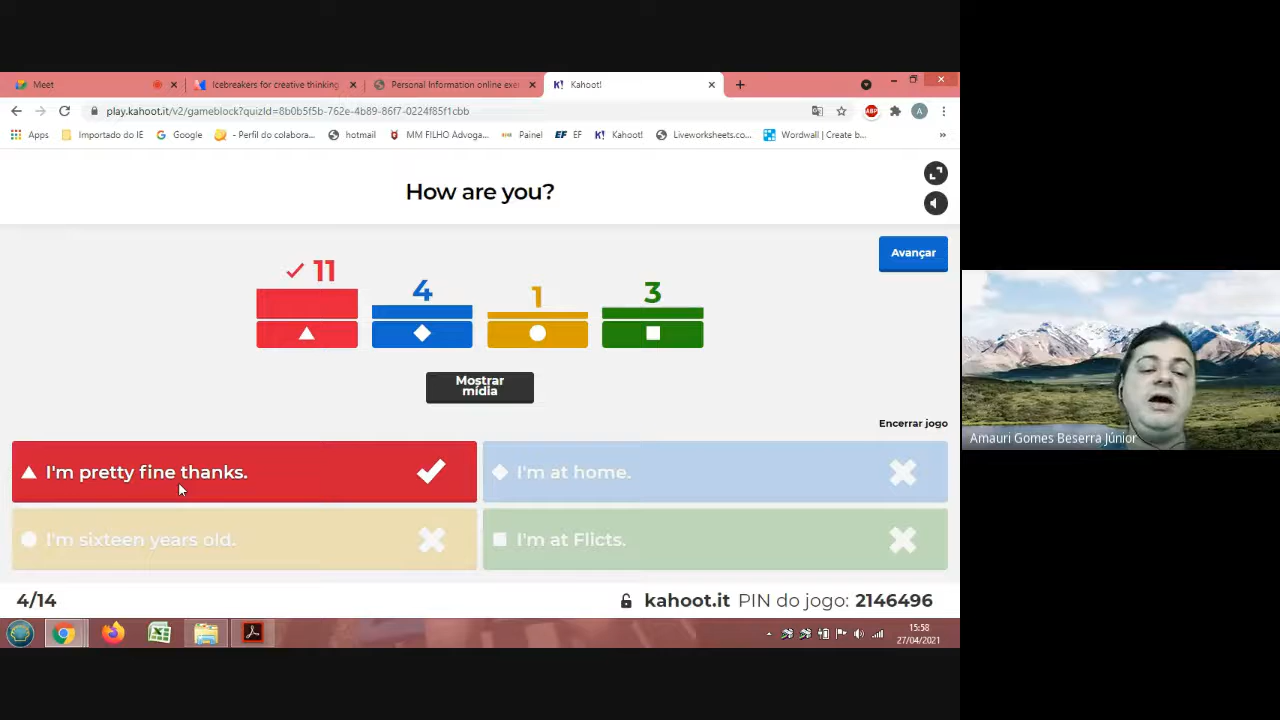 Meet
Icebreakers for creative thinking
Personal Information online exer
K! Kahoot!
play.kahoot.it/v2/gameblock?quizId=8b0b5f5b-762e-4b89-86f7-0224f85f1cbb
ABP
A
Apps
Importado do IE
Google
- Perfil do colabora...
hotmail
MM FILHO Advoga...
Painel
EF EF
K! Kahoot!
Liveworksheets.co...
Wordwall | Create b...
»
How are you?
Avançar
11
4
1
3
Mostrar
mídia
Encerrar jogo
I'm pretty fine thanks.
I'm at home.
I'm sixteen years old.
I'm at Flicts.
4/14
kahoot.it PIN do jogo: 2146496
15:58
27/04/2021
Amauri Gomes Beserra Júnior